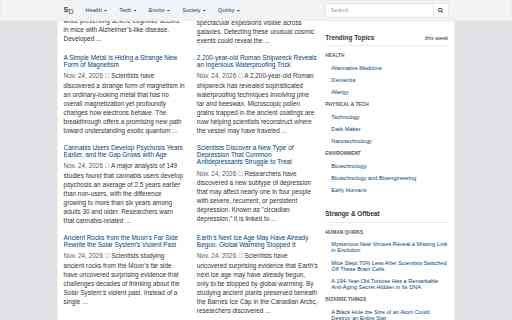 SD Health Tech Enviro Society Quirky Search
in mice with Alzheimer's-like disease.
Developed ...
A Simple Metal Is Hiding a Strange New
Form of Magnetism
Nov. 24, 2026 — Scientists have
discovered a strange form of magnetism in
an ordinary-looking metal that has no
overall magnetization yet profoundly
changes how electrons behave. The
breakthrough offers a promising new path
toward understanding exotic quantum ...
Cannabis Users Develop Psychosis Years
Earlier, and the Gap Grows with Age
Nov. 24, 2026 — A major analysis of 149
studies found that cannabis users develop
psychosis an average of 2.5 years earlier
than non-users, with the difference
growing to more than six years among
adults 30 and older. Researchers warn
that cannabis-related ...
Ancient Rocks from the Moon's Far Side
Rewrite the Solar System's Violent Past
Nov. 24, 2026 — Scientists studying
ancient rocks from the far side of the moon
have uncovered surprising evidence that
challenges decades of thinking about the
Solar System's violent past. Instead of a
single ...
spectacular explosions visible across
galaxies. Detecting these unusual cosmic
events could reveal the ...
2,200-year-old Roman Shipwreck Reveals
an Ingenious Waterproofing Trick
Nov. 24, 2026 — A 2,200-year-old Roman
shipwreck has revealed sophisticated
waterproofing techniques involving pine
tar and beeswax. Microscopic pollen
grains trapped in the ancient coatings are
now helping scientists reconstruct where
the vessel may have traveled ...
Scientists Discover a New Type of
Depression That Common
Antidepressants Struggle to Treat
Nov. 24, 2026 — Researchers have
discovered a new subtype of depression
that may affect nearly one in four people
with severe, recurrent, or persistent
depression. Known as "circadian
depression," it is linked to ...
Earth's Next Ice Age May Have Already
Begun. Global Warming Stopped It
Nov. 24, 2026 — Scientists have
uncovered surprising evidence that Earth's
next ice age may have already begun,
only to be stopped by global warming. By
studying ancient plants preserved beneath
the Barnes Ice Cap in the Canadian Arctic,
researchers discovered ...
Trending Topics this week
HEALTH
Alternative Medicine
Dementia
Allergy
PHYSICAL & TECH
Technology
Dark Matter
Nanotechnology
ENVIRONMENT
Biotechnology
Biotechnology and Bioengineering
Early Humans
Strange & Offbeat
HUMAN QUIRKS
Mysterious New Viruses Reveal a Missing Link
in Evolution
Mice Slept 70% Less After Scientists Switched
Off These Brain Cells
A 194-Year-Old Tortoise Has a Remarkable
Anti-Aging Secret Hidden in Its DNA
BIZARRE THINGS
A Black Hole the Size of an Atom Could
Destroy an Entire Star